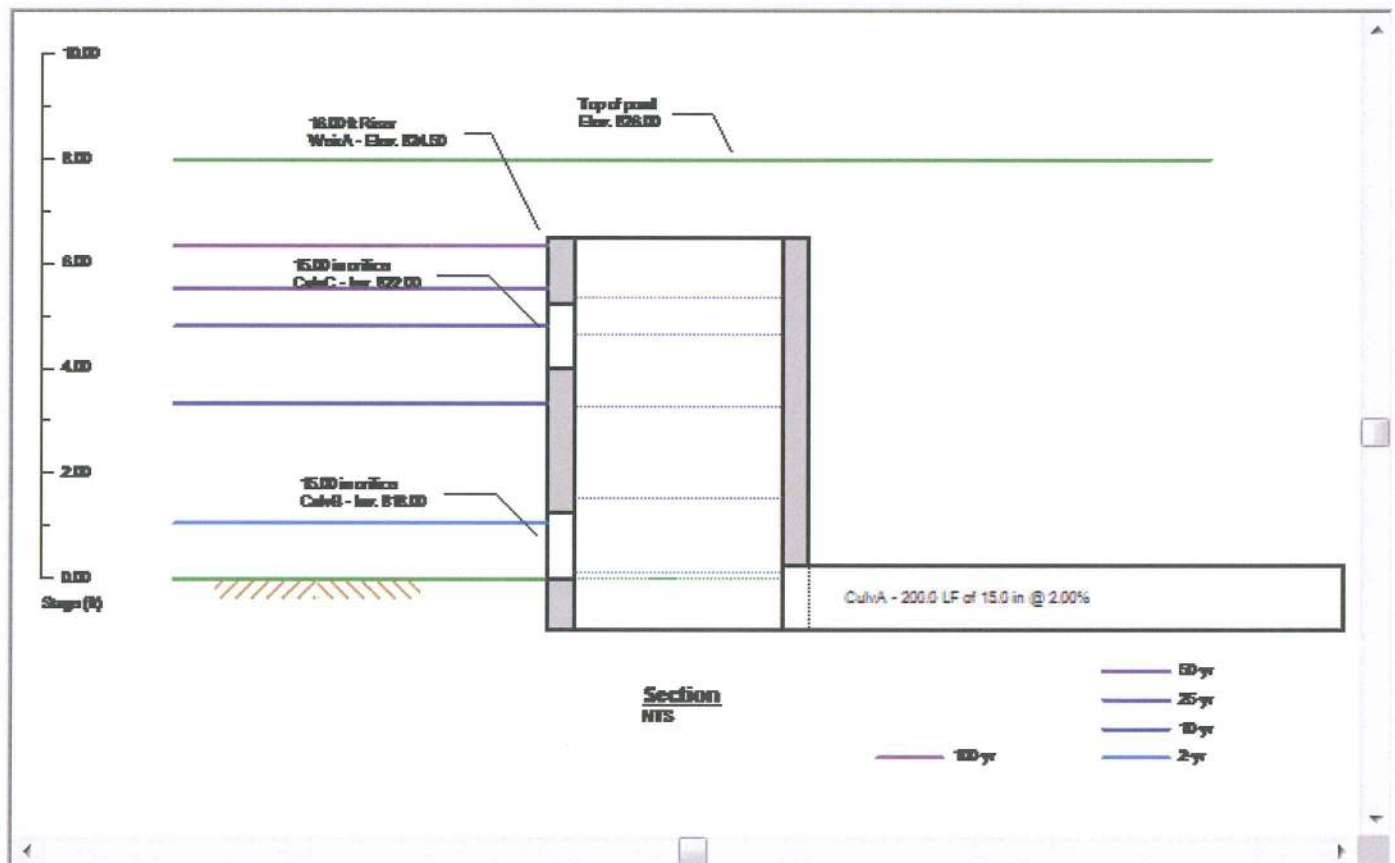 10.00
Top of pond
Elev. 826.00
16.00 ft Riser
WeirA - Elev. 824.50
8.00
6.00
15.00 in orifice
CulvC - Inv. 822.00
4.00
2.00
15.00 in orifice
CulvB - Inv. 818.00
0.00
Stage (ft)
CulvA - 200.0 LF of 15.0 in @ 2.00%
Section
NTS
50-yr
25-yr
10-yr
100-yr
2-yr